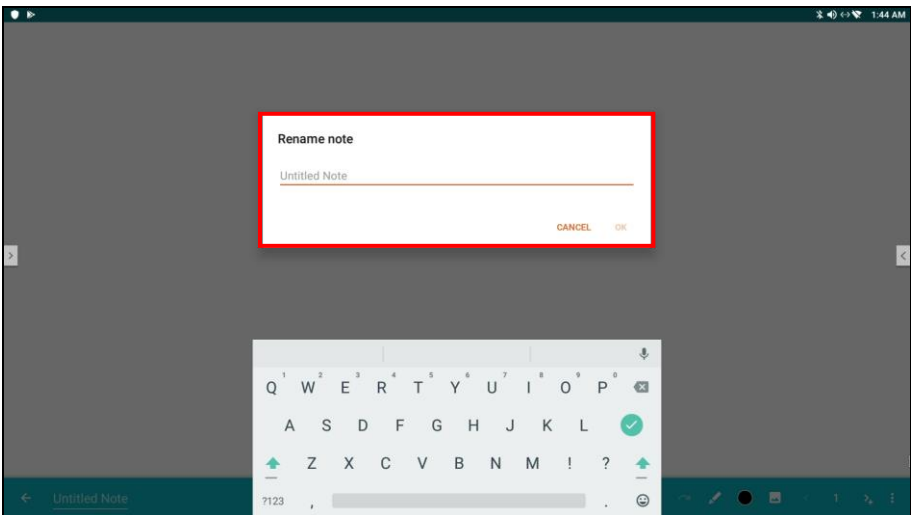 1:44 AM
Rename note
Untitled Note
CANCEL OK
Q 1 W 2 E 3 R 4 T 5 Y 6 U 7 I 8 O 9 P 0
A S D F G H J K L
Z X C V B N M ! ?
?123 , .
Untitled Note 1